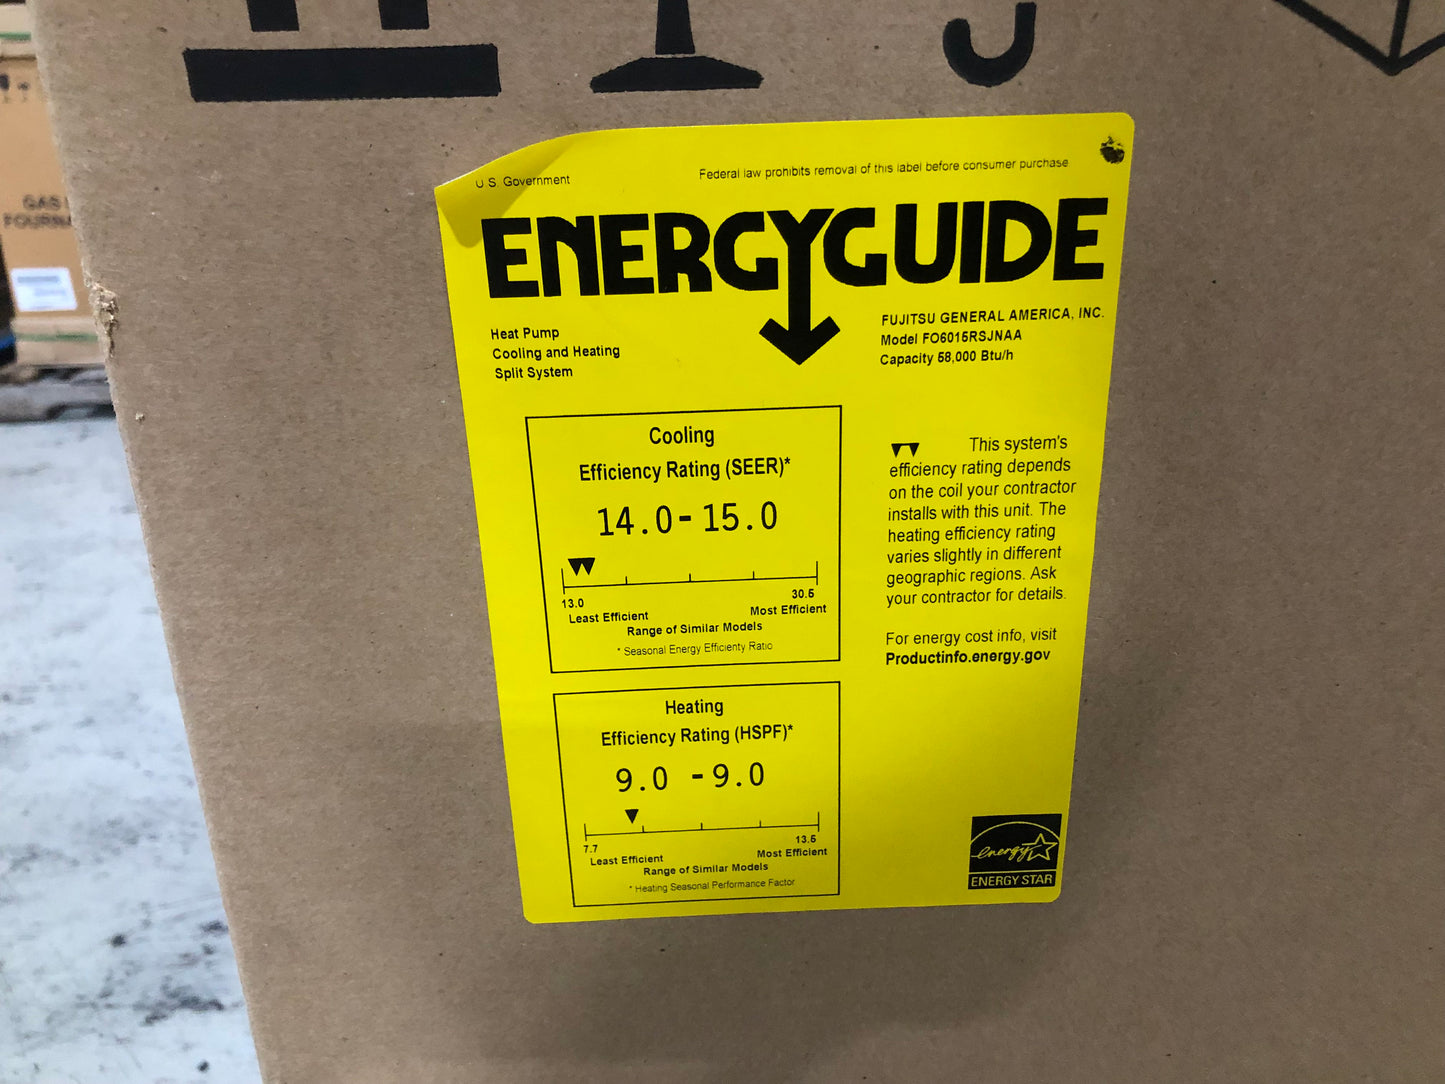 U.S. Government
Federal law prohibits removal of this label before consumer purchase
ENERGYGUIDE
Heat Pump
Cooling and Heating
Split System
FUJITSU GENERAL AMERICA, INC.
Model FO6015RSJNAA
Capacity 58,000 Btu/h
Cooling
Efficiency Rating (SEER)*
14.0-15.0
13.0
30.5
Least Efficient
Most Efficient
Range of Similar Models
* Seasonal Energy Efficienty Ratio
Heating
Efficiency Rating (HSPF)*
9.0 -9.0
7.7
13.5
Least Efficient
Most Efficient
Range of Similar Models
* Heating Seasonal Performance Factor
This system's
efficiency rating depends
on the coil your contractor
installs with this unit. The
heating efficiency rating
varies slightly in different
geographic regions. Ask
your contractor for details.
For energy cost info, visit
Productinfo.energy.gov
energy
ENERGY STAR
GAS